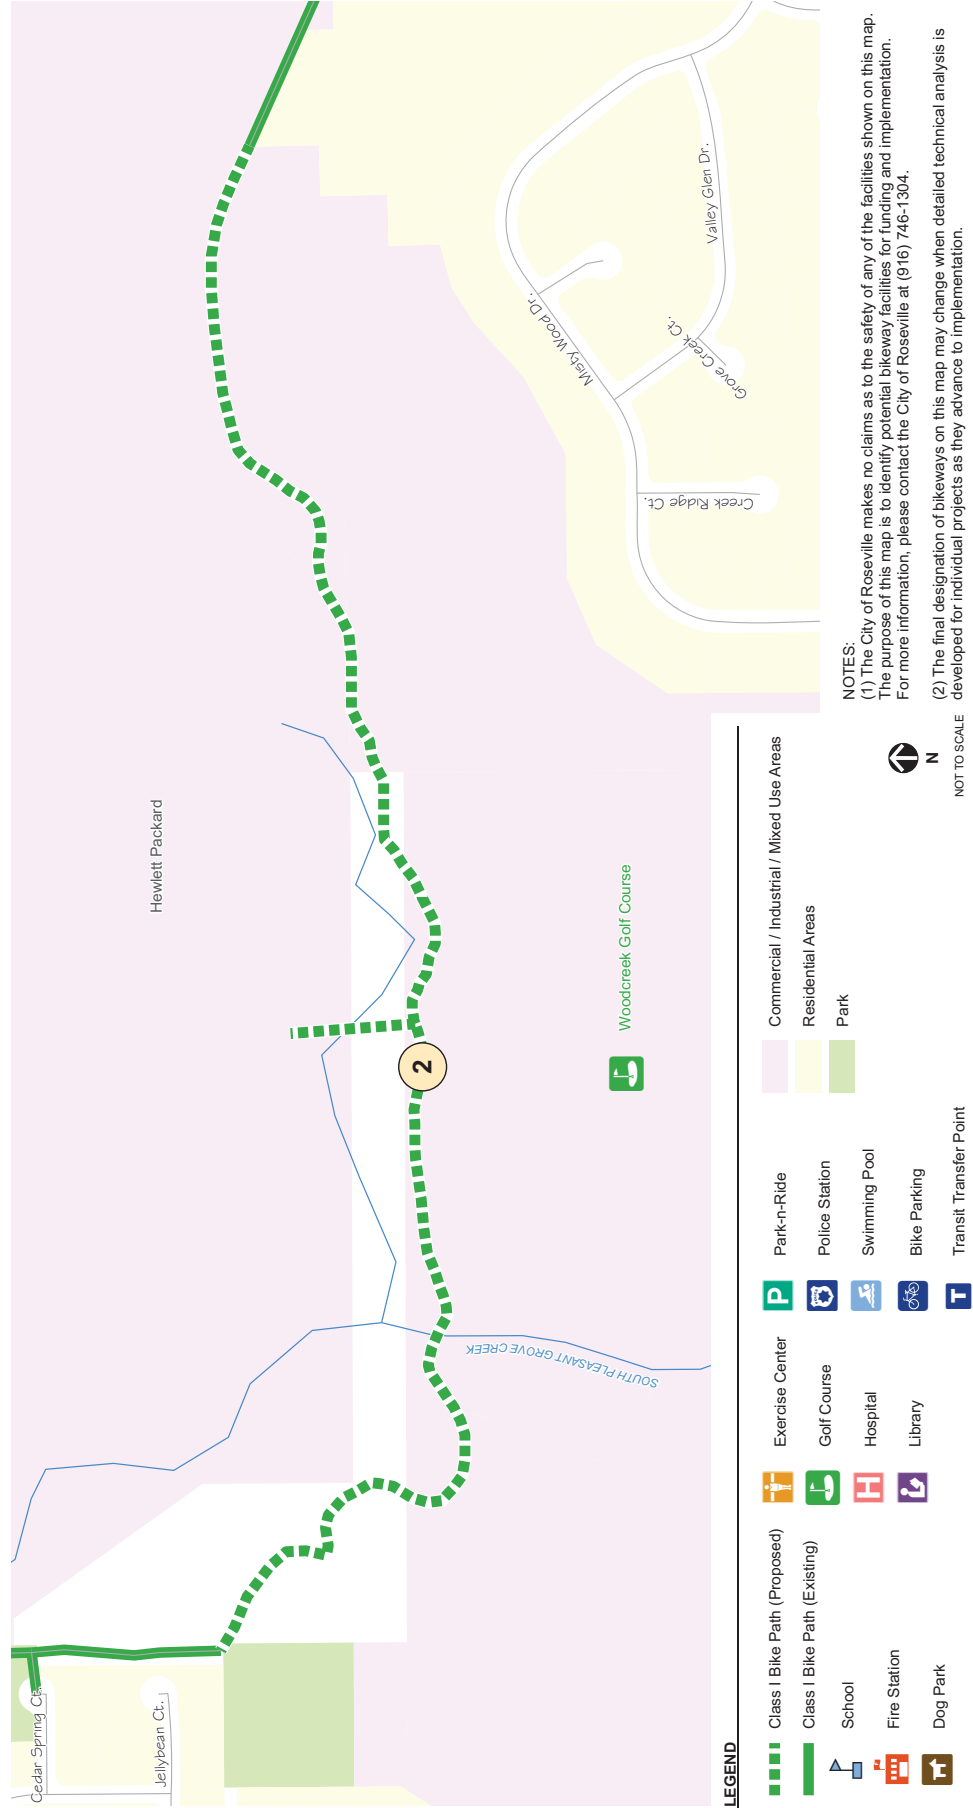 Cedar Spring Ct.
Jellybean Ct.
Hewlett Packard
2
SOUTH PLEASANT GROVE CREEK
Woodcreek Golf Course
Misty Wood Dr.
Valley Glen Dr.
Grove Creek Ct.
Creek Ridge Ct.
LEGEND
Class I Bike Path (Proposed)
Class I Bike Path (Existing)
School
Fire Station
Dog Park
Exercise Center
Golf Course
H
Hospital
Library
P
Park-n-Ride
Police Station
Swimming Pool
Bike Parking
T
Transit Transfer Point
Commercial / Industrial / Mixed Use Areas
Residential Areas
Park
N
NOT TO SCALE
NOTES:
(1) The City of Roseville makes no claims as to the safety of any of the facilities shown on this map.
The purpose of this map is to identify potential bikeway facilities for funding and implementation.
For more information, please contact the City of Roseville at (916) 746-1304.
(2) The final designation of bikeways on this map may change when detailed technical analysis is
developed for individual projects as they advance to implementation.